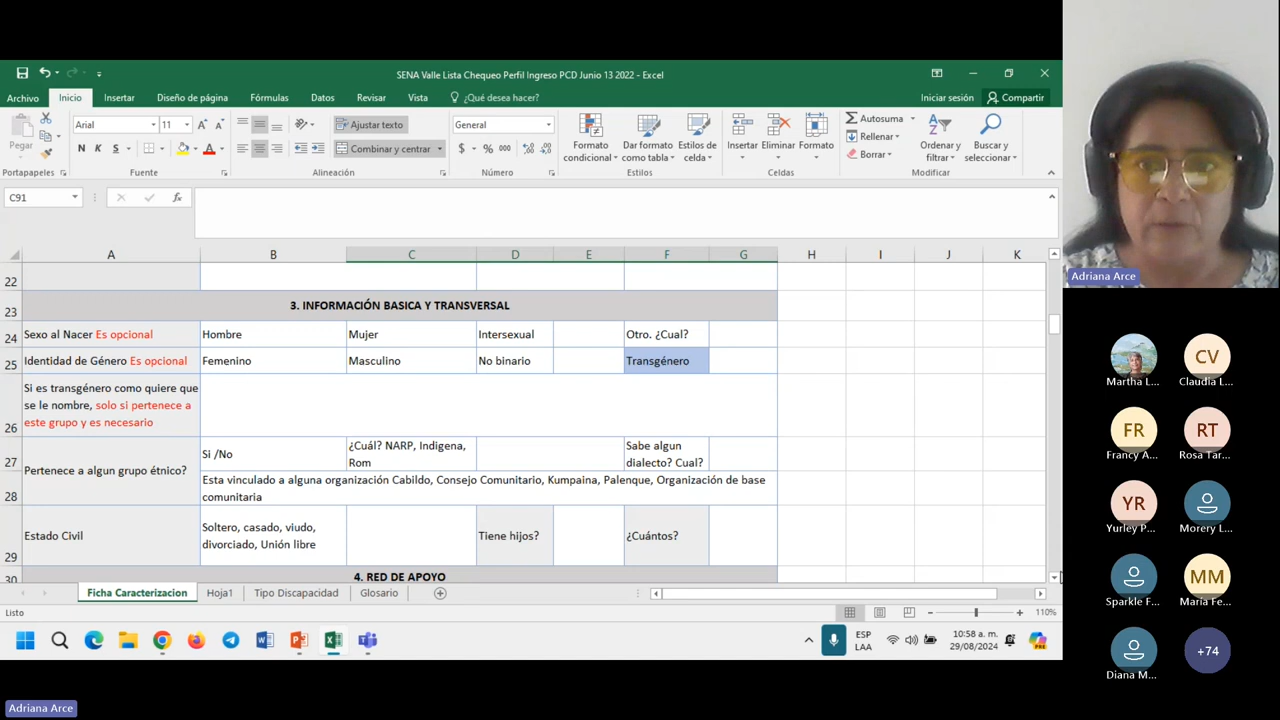 SENA Valle Lista Chequeo Perfil Ingreso PCD Junio 13 2022 - Excel
Archivo Inicio Insertar Diseño de página Fórmulas Datos Revisar Vista ¿Qué desea hacer? Iniciar sesión Compartir
Pegar
Arial 11
N K S
Ajustar texto
Combinar y centrar
General
$ % 000
Formato condicional
Dar formato como tabla
Estilos de celda
Insertar Eliminar Formato
Autosuma
Rellenar
Borrar
Ordenar y filtrar
Buscar y seleccionar
Portapapeles Fuente Alineación Número Estilos Celdas Modificar
C91 fx
A B C D E F G H I J K
22
23 3. INFORMACIÓN BASICA Y TRANSVERSAL
24 Sexo al Nacer Es opcional Hombre Mujer Intersexual Otro. ¿Cual?
25 Identidad de Género Es opcional Femenino Masculino No binario Transgénero
Si es transgénero como quiere que
se le nombre, solo si pertenece a
26 este grupo y es necesario
27 Pertenece a algun grupo étnico? Si /No ¿Cuál? NARP, Indigena, Rom Sabe algun dialecto? Cual?
28 Esta vinculado a alguna organización Cabildo, Consejo Comunitario, Kumpaina, Palenque, Organización de base
comunitaria
29 Estado Civil Soltero, casado, viudo, divorciado, Unión libre Tiene hijos? ¿Cuántos?
30 4. RED DE APOYO
Ficha Caracterizacion Hoja1 Tipo Discapacidad Glosario
Listo 110%
ESP
LAA
10:58 a. m.
29/08/2024
Adriana Arce
Martha L...
CV
Claudia L...
FR
Francy A...
RT
Rosa Tar...
YR
Yurley P...
Morery L...
Sparkle F...
MM
Maria Fe...
Diana M...
+74
Adriana Arce